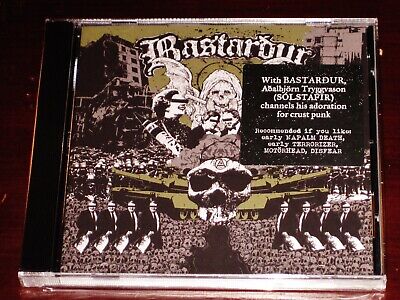 Bastarður
With BASTARÐUR,
Aðalbjörn Tryggvason
(SÓLSTAFIR)
channels his adoration
for crust punk
Recommended if you like:
early NAPALM DEATH,
early TERRORIZER,
MOTÖRHEAD, DISFEAR